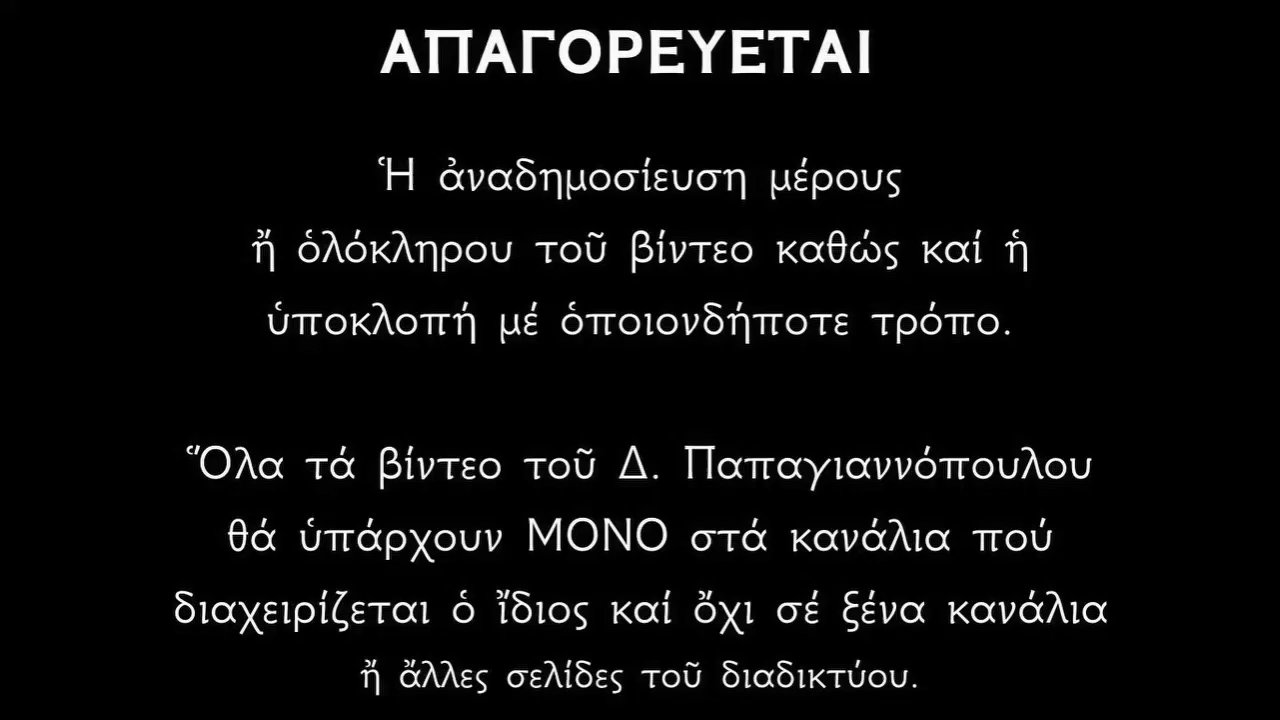 ΑΠΑΓΟΡΕΥΕΤΑΙ
Ἡ ἀναδημοσίευση μέρους
ἤ ὁλόκληρου τοῦ βίντεο καθώς καί ἡ
ὑποκλοπή μέ ὁποιονδήποτε τρόπο.
Ὅλα τά βίντεο τοῦ Δ. Παπαγιαννόπουλου
θά ὑπάρχουν ΜΟΝΟ στά κανάλια πού
διαχειρίζεται ὁ ἴδιος καί ὄχι σέ ξένα κανάλια
ἤ ἄλλες σελίδες τοῦ διαδικτύου.